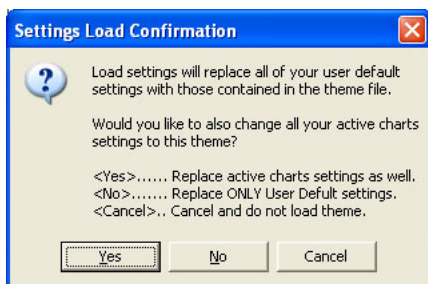 Settings Load Confirmation
Load settings will replace all of your user default
settings with those contained in the theme file.
Would you like to also change all your active charts
settings to this theme?
<Yes>...... Replace active charts settings as well.
<No>....... Replace ONLY User Defult settings.
<Cancel>.. Cancel and do not load theme.
Yes No Cancel